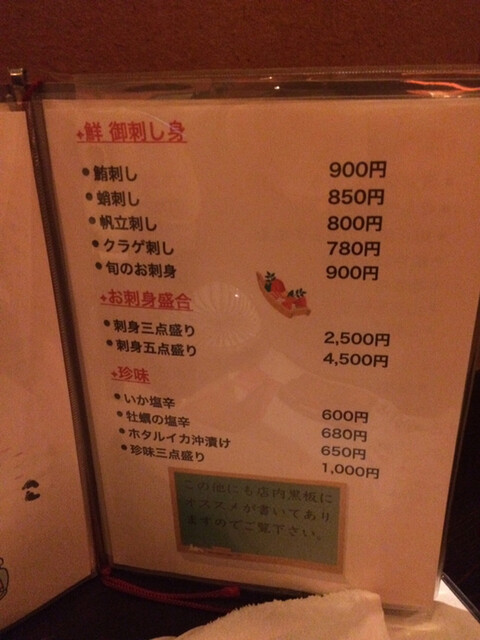 鮮 御刺し身
●鮪刺し 900円
●蛸刺し 850円
●帆立刺し 800円
●クラゲ刺し 780円
●旬のお刺身 900円
お刺身盛合
●刺身三点盛り 2,500円
●刺身五点盛り 4,500円
珍味
●いか塩辛 600円
●牡蠣の塩辛 680円
●ホタルイカ沖漬け 650円
●珍味三点盛り 1,000円
この他にも店内黒板に
オススメが書いてあり
ますのでご覧下さい。